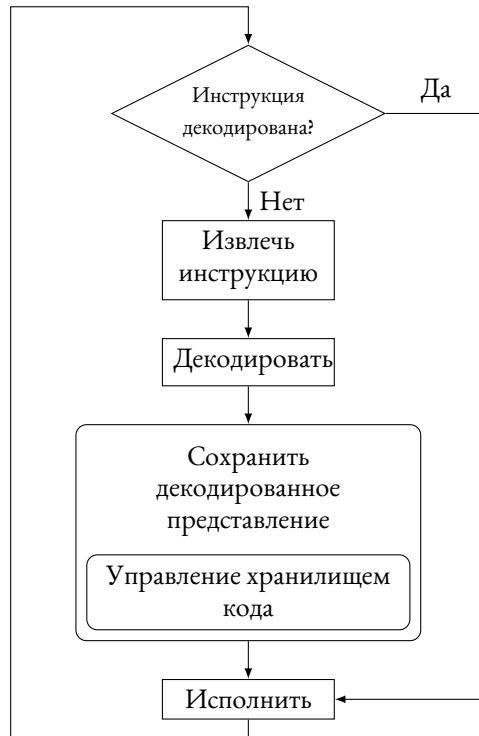 Инструкция
декодирована?
Да
Нет
Извлечь
инструкцию
Декодировать
Сохранить
декодированное
представление
Управление хранилищем
кода
Исполнить